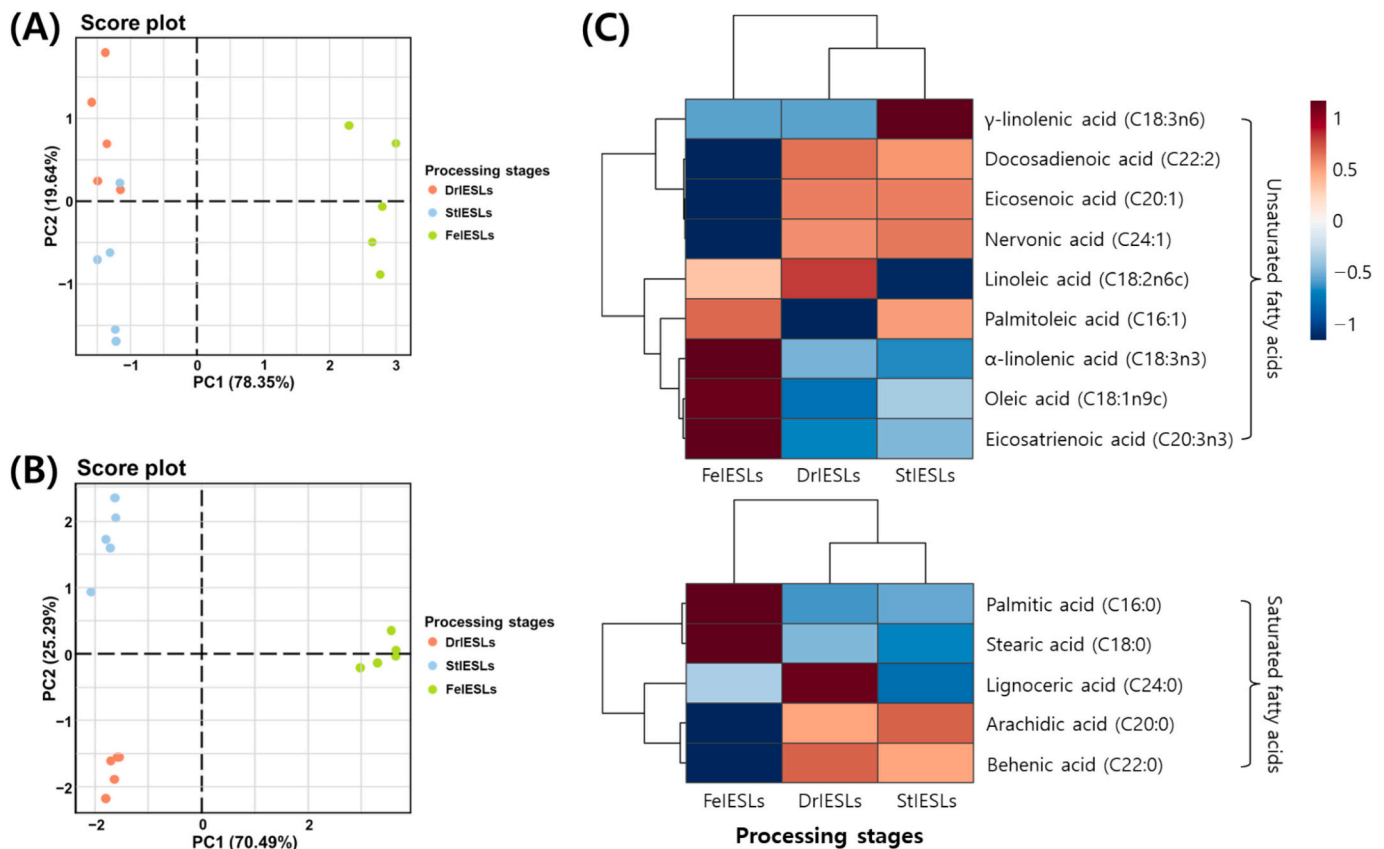 (A)
Score plot
1
0
−1
−1
0
1
2
3
PC2 (19.64%)
PC1 (78.35%)
Processing stages
DrIESLs
StIESLs
FeIESLs
(B)
Score plot
2
1
0
−1
−2
−2
0
2
PC2 (25.29%)
PC1 (70.49%)
Processing stages
DrIESLs
StIESLs
FeIESLs
(C)
γ-linolenic acid (C18:3n6)
Docosadienoic acid (C22:2)
Eicosenoic acid (C20:1)
Nervonic acid (C24:1)
Linoleic acid (C18:2n6c)
Palmitoleic acid (C16:1)
α-linolenic acid (C18:3n3)
Oleic acid (C18:1n9c)
Eicosatrienoic acid (C20:3n3)
Unsaturated fatty acids
1
0.5
0
−0.5
−1
FeIESLs DrIESLs StIESLs
Palmitic acid (C16:0)
Stearic acid (C18:0)
Lignoceric acid (C24:0)
Arachidic acid (C20:0)
Behenic acid (C22:0)
Saturated fatty acids
FeIESLs DrIESLs StIESLs
Processing stages